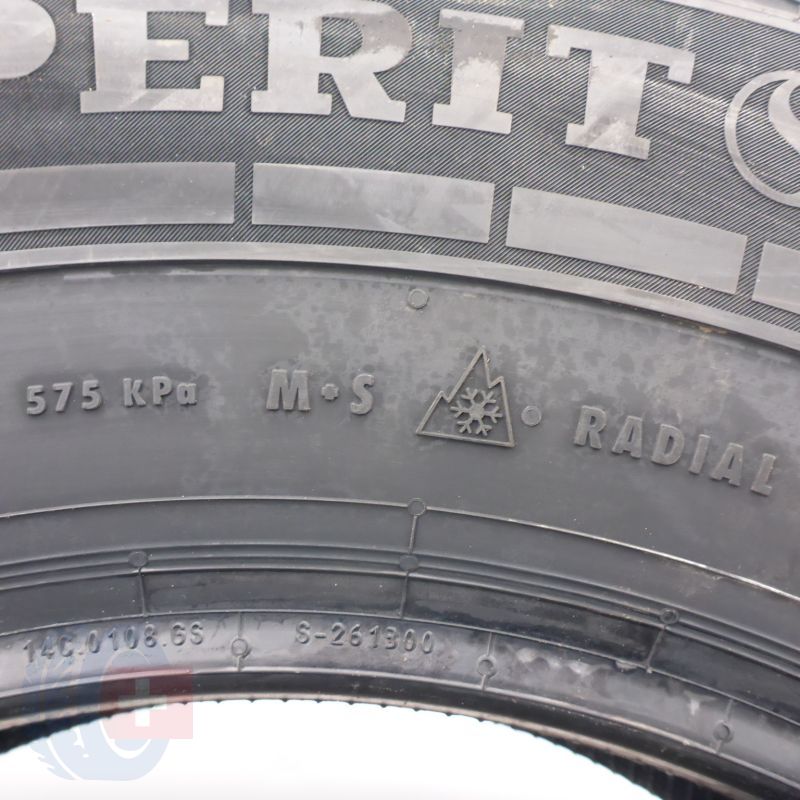 PERIT
575 KPa M+S RADIAL
14C.0108.6S S-261300